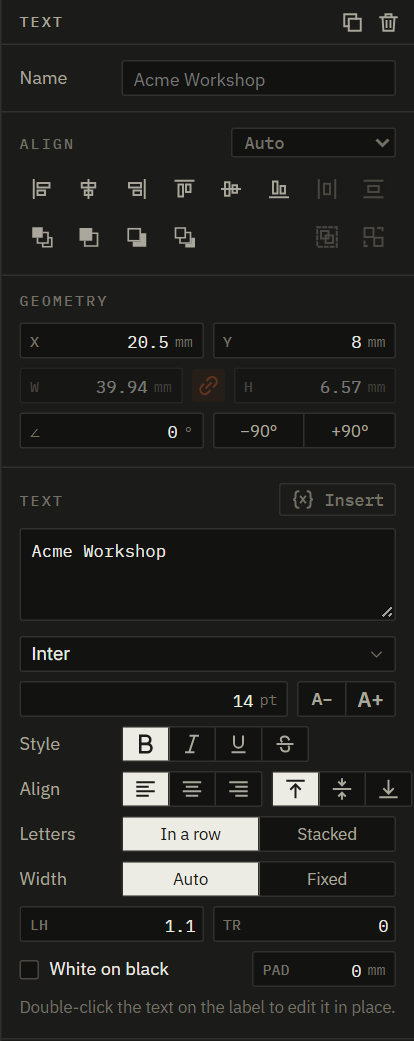 TEXT
Name Acme Workshop
ALIGN Auto
GEOMETRY
X 20.5 mm Y 8 mm
W 39.94 mm H 6.57 mm
∠ 0 ° −90° +90°
TEXT {x} Insert
Acme Workshop
Inter
14 pt A− A+
Style B I U S
Align
Letters In a row Stacked
Width Auto Fixed
LH 1.1 TR 0
White on black PAD 0 mm
Double-click the text on the label to edit it in place.